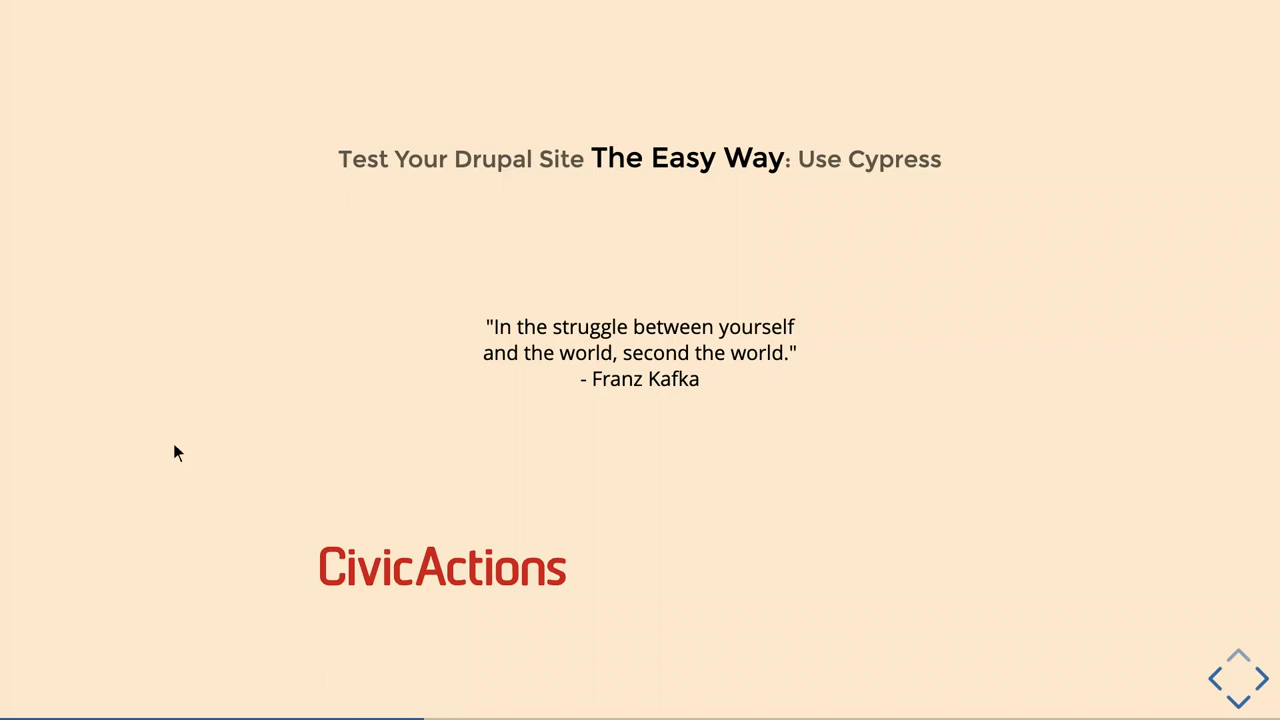 Test Your Drupal Site The Easy Way: Use Cypress
"In the struggle between yourself
and the world, second the world."
- Franz Kafka
CivicActions